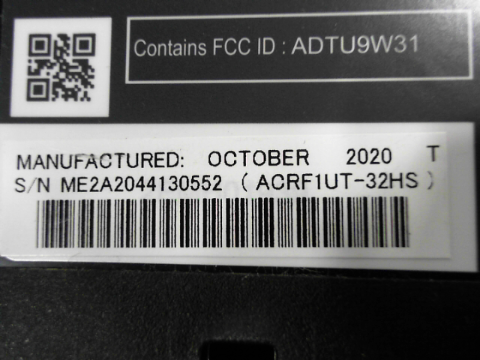 Contains FCC ID : ADTU9W31
MANUFACTURED: OCTOBER 2020 T
S/N ME2A2044130552 ( ACRF1UT-32HS )